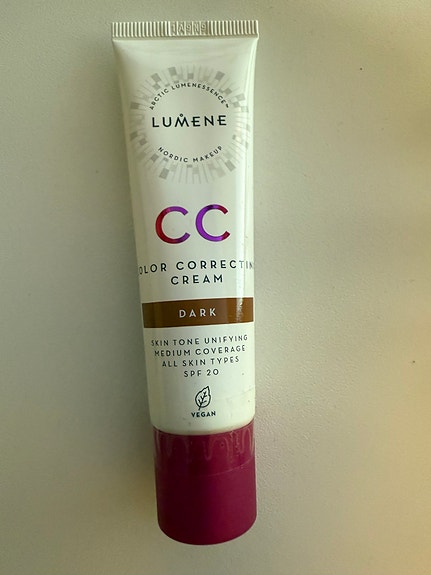 ARCTIC LUMENESSENCE™
LUMENE
NORDIC MAKEUP
CC
OLOR CORRECTIN
CREAM
DARK
SKIN TONE UNIFYING
MEDIUM COVERAGE
ALL SKIN TYPES
SPF 20
VEGAN